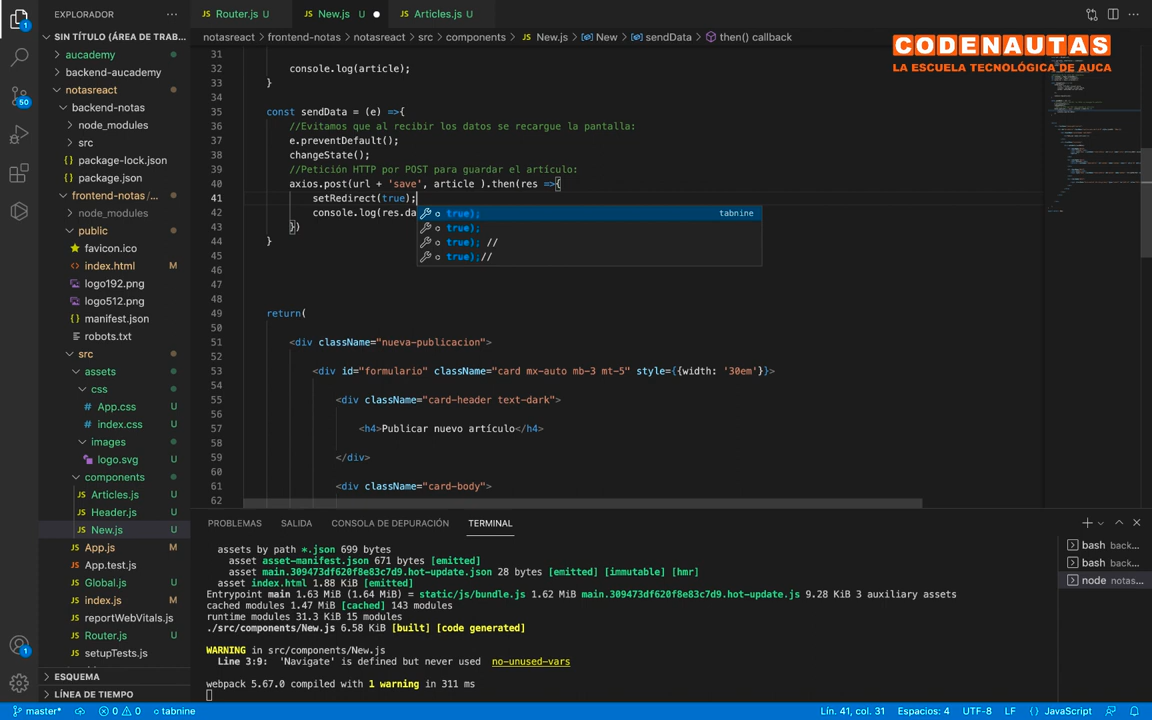 EXPLORADOR
SIN TÍTULO (ÁREA DE TRAB...
aucademy
backend-aucademy
notasreact
backend-notas
node_modules
src
package-lock.json
package.json
frontend-notas /...
node_modules
public
favicon.ico
index.html M
logo192.png
logo512.png
manifest.json
robots.txt
src
assets
css
App.css U
index.css U
images
logo.svg U
components
Articles.js U
Header.js U
New.js U
App.js M
App.test.js U
Global.js U
index.js M
reportWebVitals.js U
Router.js U
setupTests.js U
ESQUEMA
LÍNEA DE TIEMPO
Router.js U New.js U Articles.js U
notasreact > frontend-notas > notasreact > src > components > New.js > New > sendData > then() callback
CODENAUTAS
LA ESCUELA TECNOLÓGICA DE AUCA
31
32 console.log(article);
33 }
34
35 const sendData = (e) =>{
36 //Evitamos que al recibir los datos se recargue la pantalla:
37 e.preventDefault();
38 changeState();
39 //Petición HTTP por POST para guardar el artículo:
40 axios.post(url + 'save', article ).then(res =>{
41 setRedirect(true);
42 console.log(res.da
true); tabnine
true);
true); //
true);//
43 })
44 }
45
46
47
48
49 return(
50
51 <div className="nueva-publicacion">
52
53 <div id="formulario" className="card mx-auto mb-3 mt-5" style={{width: '30em'}}>
54
55 <div className="card-header text-dark">
56
57 <h4>Publicar nuevo artículo</h4>
58
59 </div>
60
61 <div className="card-body">
62
PROBLEMAS SALIDA CONSOLA DE DEPURACIÓN TERMINAL
assets by path *.json 699 bytes
asset asset-manifest.json 671 bytes [emitted]
asset main.309473df620f8e83c7d9.hot-update.json 28 bytes [emitted] [immutable] [hmr]
asset index.html 1.88 KiB [emitted]
Entrypoint main 1.63 MiB (1.64 MiB) = static/js/bundle.js 1.62 MiB main.309473df620f8e83c7d9.hot-update.js 9.28 KiB 3 auxiliary assets
cached modules 1.47 MiB [cached] 143 modules
runtime modules 31.3 KiB 15 modules
./src/components/New.js 6.58 KiB [built] [code generated]
WARNING in src/components/New.js
Line 3:9: 'Navigate' is defined but never used no-unused-vars
webpack 5.67.0 compiled with 1 warning in 311 ms
bash back...
bash back...
node notas...
1
50
1
master* 0 0 tabnine
Lín. 41, col. 31 Espacios: 4 UTF-8 LF JavaScript